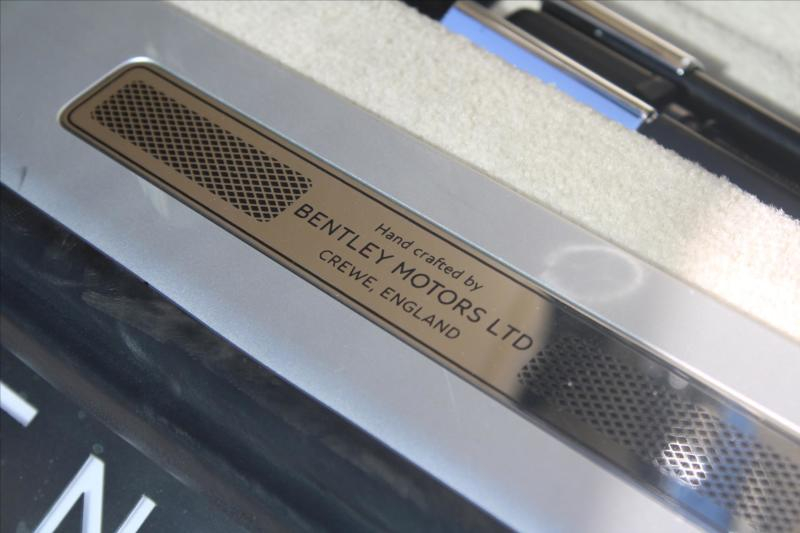 Hand crafted by
BENTLEY MOTORS LTD
CREWE, ENGLAND
N